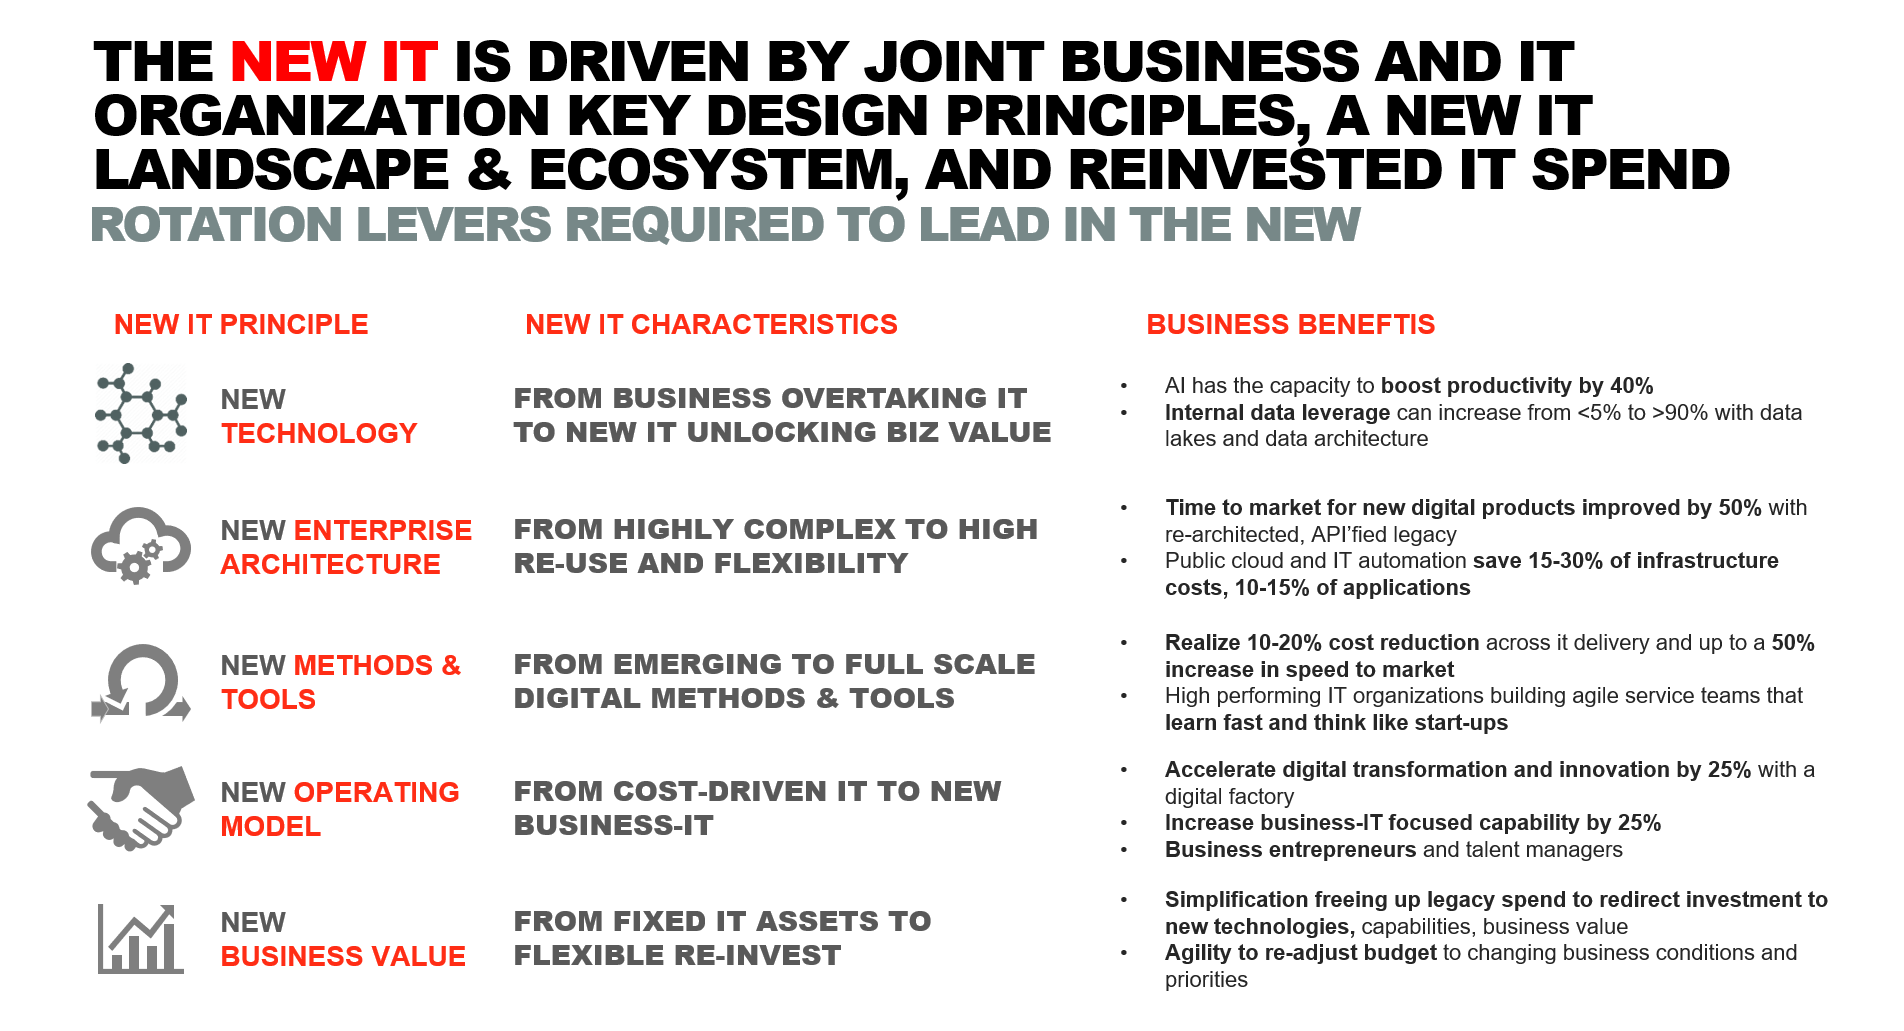 THE NEW IT IS DRIVEN BY JOINT BUSINESS AND IT
ORGANIZATION KEY DESIGN PRINCIPLES, A NEW IT
LANDSCAPE & ECOSYSTEM, AND REINVESTED IT SPEND
ROTATION LEVERS REQUIRED TO LEAD IN THE NEW
NEW IT PRINCIPLE
NEW IT CHARACTERISTICS
BUSINESS BENEFTIS
NEW
TECHNOLOGY
FROM BUSINESS OVERTAKING IT
TO NEW IT UNLOCKING BIZ VALUE
• AI has the capacity to boost productivity by 40%
• Internal data leverage can increase from <5% to >90% with data
lakes and data architecture
NEW ENTERPRISE
ARCHITECTURE
FROM HIGHLY COMPLEX TO HIGH
RE-USE AND FLEXIBILITY
• Time to market for new digital products improved by 50% with
re-architected, API’fied legacy
• Public cloud and IT automation save 15-30% of infrastructure
costs, 10-15% of applications
NEW METHODS &
TOOLS
FROM EMERGING TO FULL SCALE
DIGITAL METHODS & TOOLS
• Realize 10-20% cost reduction across it delivery and up to a 50%
increase in speed to market
• High performing IT organizations building agile service teams that
learn fast and think like start-ups
NEW OPERATING
MODEL
FROM COST-DRIVEN IT TO NEW
BUSINESS-IT
• Accelerate digital transformation and innovation by 25% with a
digital factory
• Increase business-IT focused capability by 25%
• Business entrepreneurs and talent managers
NEW
BUSINESS VALUE
FROM FIXED IT ASSETS TO
FLEXIBLE RE-INVEST
• Simplification freeing up legacy spend to redirect investment to
new technologies, capabilities, business value
• Agility to re-adjust budget to changing business conditions and
priorities